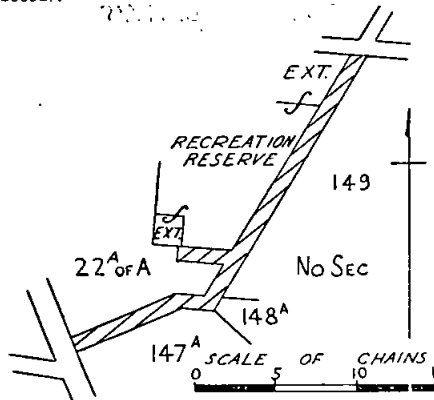 EXT.
RECREATION
RESERVE
149
EXT.
22ᴬ OF A
No SEC
148ᴬ
147ᴬ
SCALE OF CHAINS
0 5 10